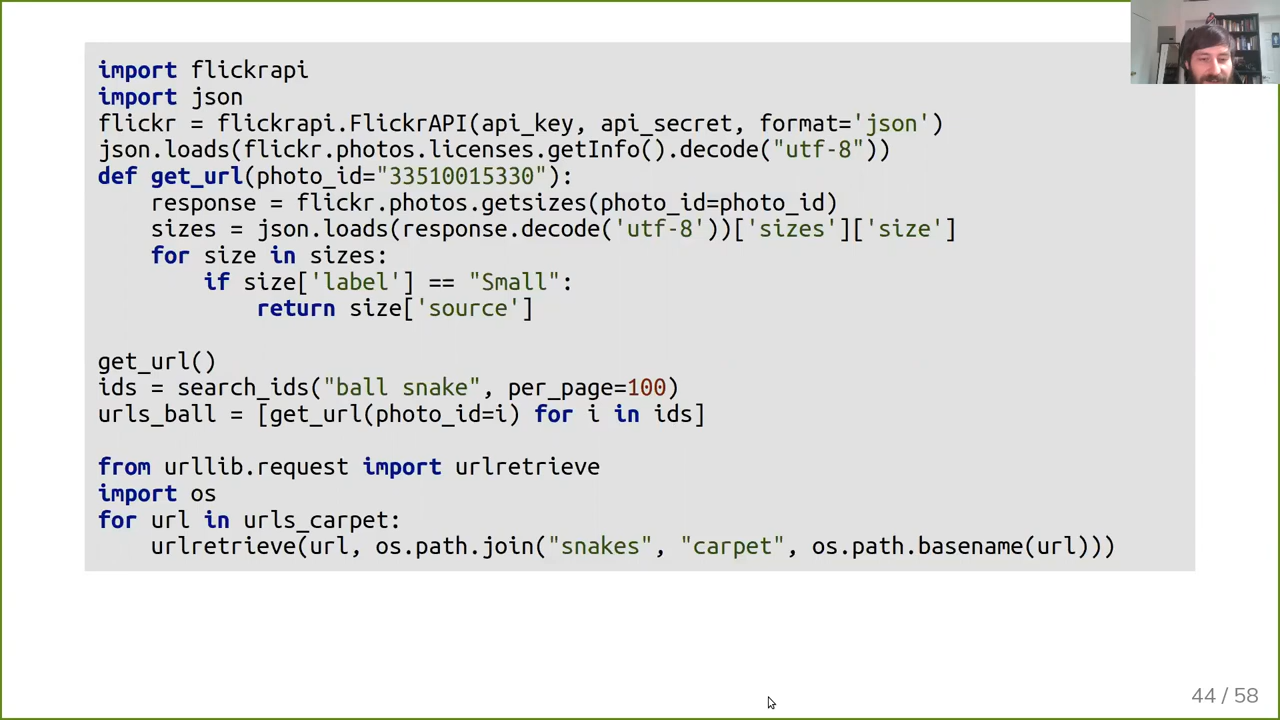 import flickrapi
import json
flickr = flickrapi.FlickrAPI(api_key, api_secret, format='json')
json.loads(flickr.photos.licenses.getInfo().decode("utf-8"))
def get_url(photo_id="33510015330"):
    response = flickr.photos.getsizes(photo_id=photo_id)
    sizes = json.loads(response.decode('utf-8'))['sizes']['size']
    for size in sizes:
        if size['label'] == "Small":
            return size['source']
get_url()
ids = search_ids("ball snake", per_page=100)
urls_ball = [get_url(photo_id=i) for i in ids]
from urllib.request import urlretrieve
import os
for url in urls_carpet:
    urlretrieve(url, os.path.join("snakes", "carpet", os.path.basename(url)))
44 / 58